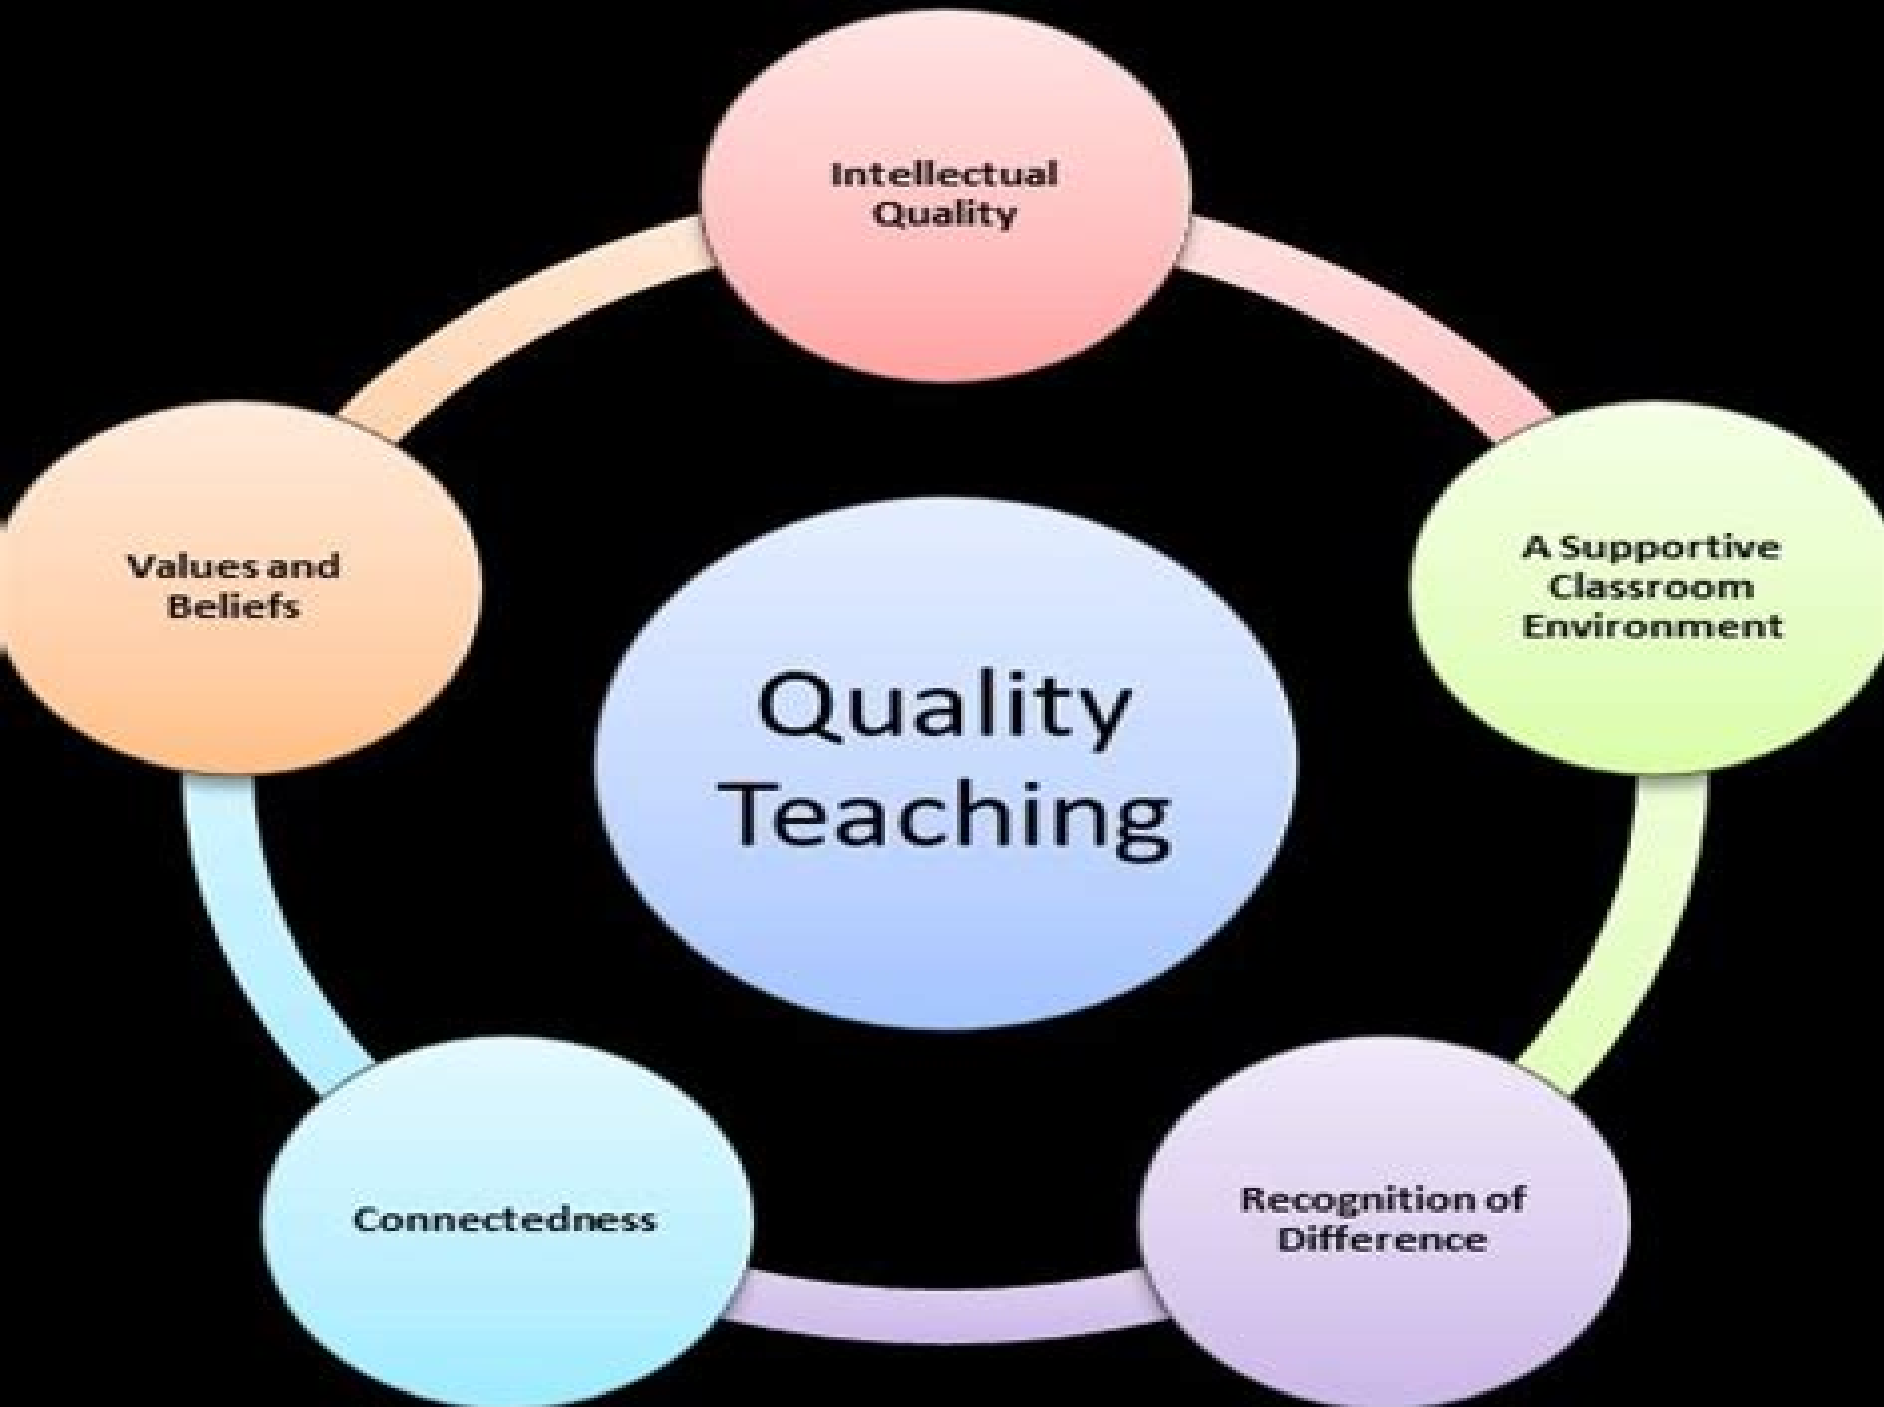 Intellectual
Quality
Values and
Beliefs
A Supportive
Classroom
Environment
Quality
Teaching
Connectedness
Recognition of
Difference